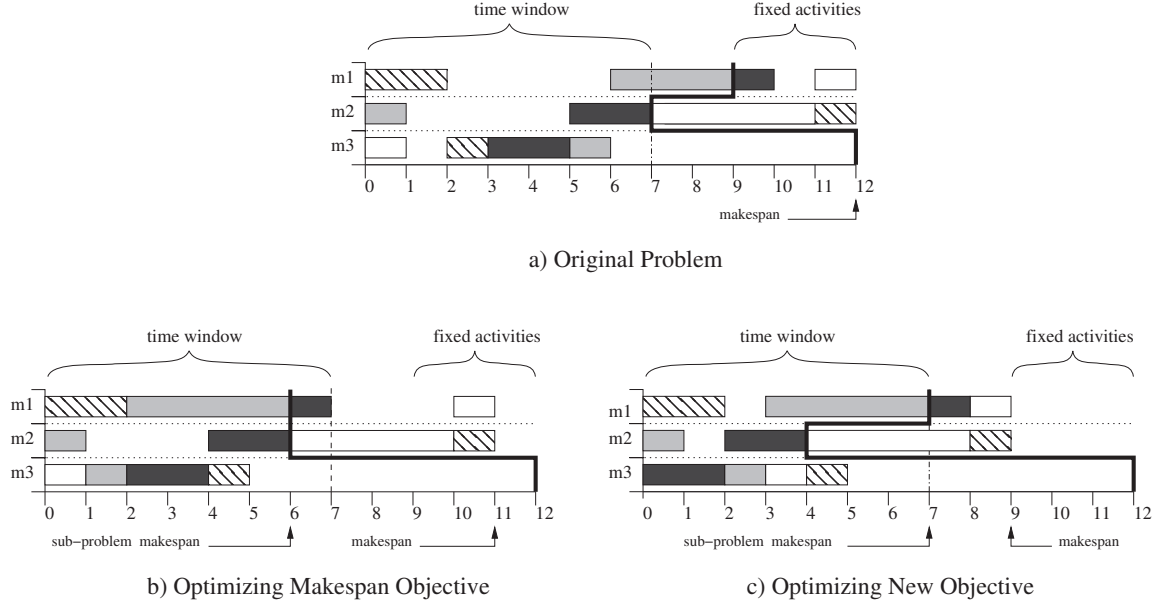 time window fixed activities
m1
m2
m3
0 1 2 3 4 5 6 7 8 9 10 11 12
makespan
a) Original Problem
time window fixed activities
m1
m2
m3
0 1 2 3 4 5 6 7 8 9 10 11 12
sub-problem makespan makespan
b) Optimizing Makespan Objective
time window fixed activities
m1
m2
m3
0 1 2 3 4 5 6 7 8 9 10 11 12
sub-problem makespan makespan
c) Optimizing New Objective